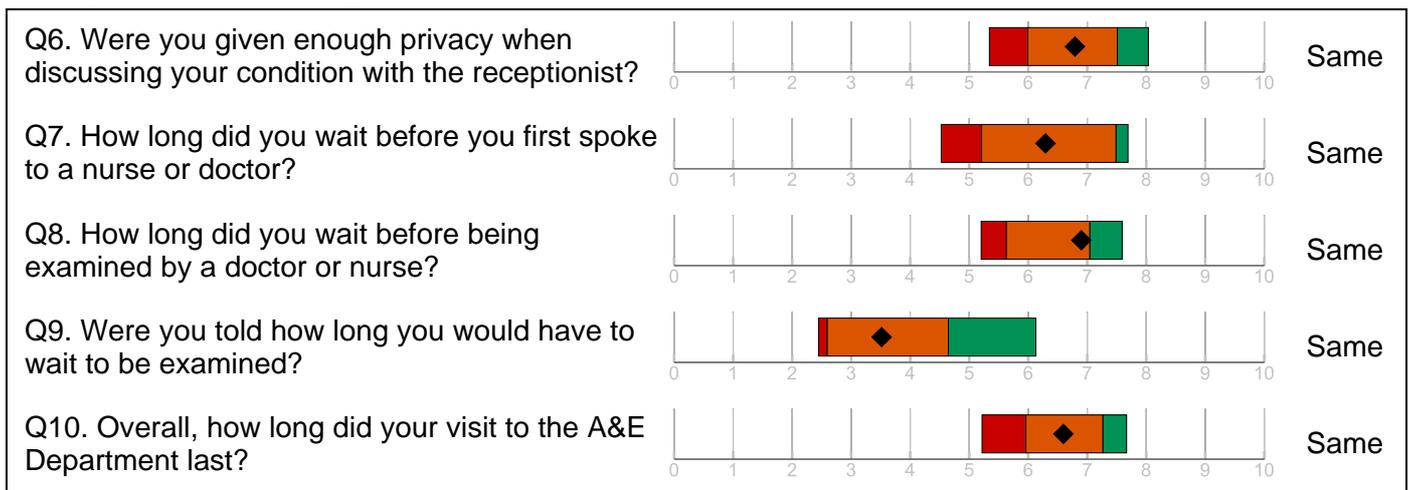 Q6. Were you given enough privacy when
discussing your condition with the receptionist?
0 1 2 3 4 5 6 7 8 9 10
Same
Q7. How long did you wait before you first spoke
to a nurse or doctor?
0 1 2 3 4 5 6 7 8 9 10
Same
Q8. How long did you wait before being
examined by a doctor or nurse?
0 1 2 3 4 5 6 7 8 9 10
Same
Q9. Were you told how long you would have to
wait to be examined?
0 1 2 3 4 5 6 7 8 9 10
Same
Q10. Overall, how long did your visit to the A&E
Department last?
0 1 2 3 4 5 6 7 8 9 10
Same